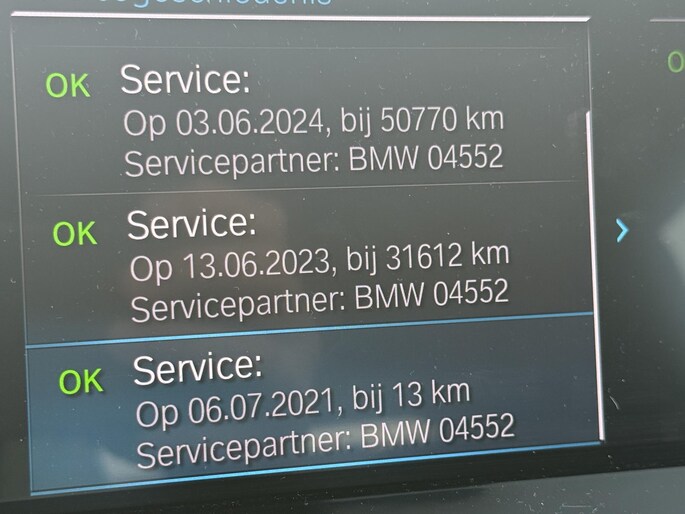 OK Service:
Op 03.06.2024, bij 50770 km
Servicepartner: BMW 04552
OK Service:
Op 13.06.2023, bij 31612 km
Servicepartner: BMW 04552
OK Service:
Op 06.07.2021, bij 13 km
Servicepartner: BMW 04552